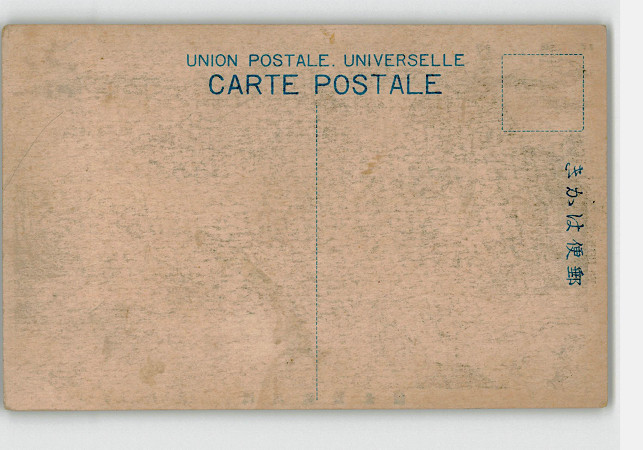 UNION POSTALE. UNIVERSELLE
CARTE POSTALE
きかは便郵